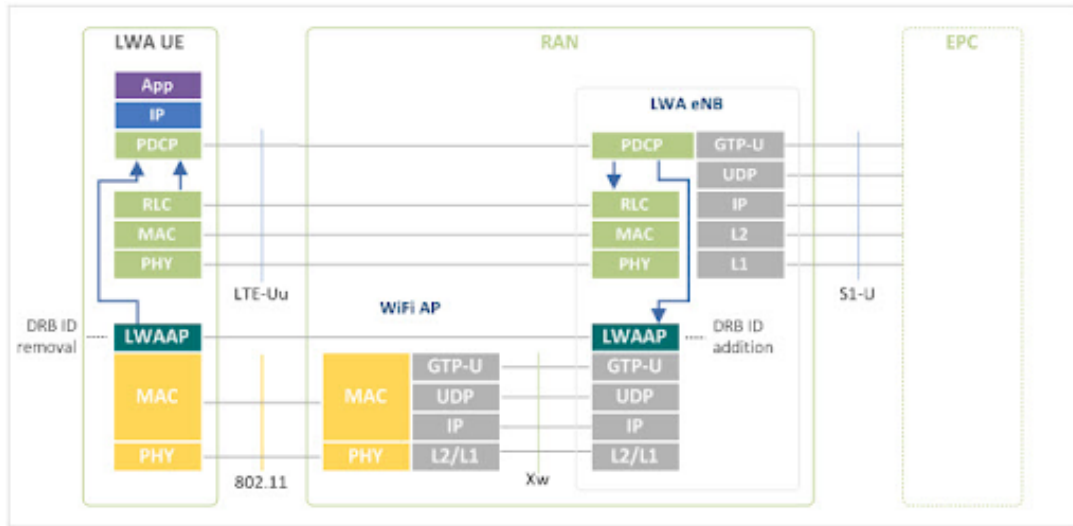 LWA UE
RAN
EPC
App
IP
PDCP
RLC
MAC
PHY
LTE-Uu
LWA eNB
PDCP
GTP-U
UDP
RLC
IP
MAC
L2
PHY
L1
S1-U
WiFi AP
DRB ID
removal
LWAAP
LWAAP
DRB ID
addition
MAC
PHY
802.11
MAC
PHY
GTP-U
UDP
IP
L2/L1
Xw
GTP-U
UDP
IP
L2/L1